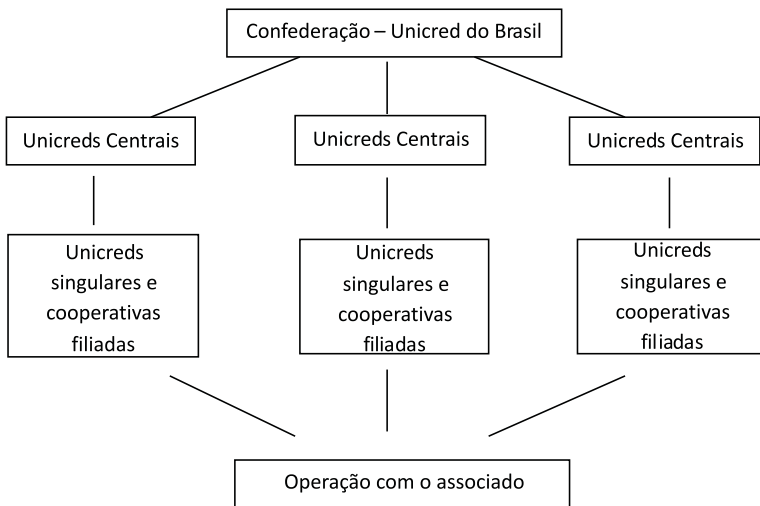 Confederação – Unicred do Brasil
Unicreds Centrais
Unicreds Centrais
Unicreds Centrais
Unicreds
singulares e
cooperativas
filiadas
Unicreds
singulares e
cooperativas
filiadas
Unicreds
singulares e
cooperativas
filiadas
Operação com o associado